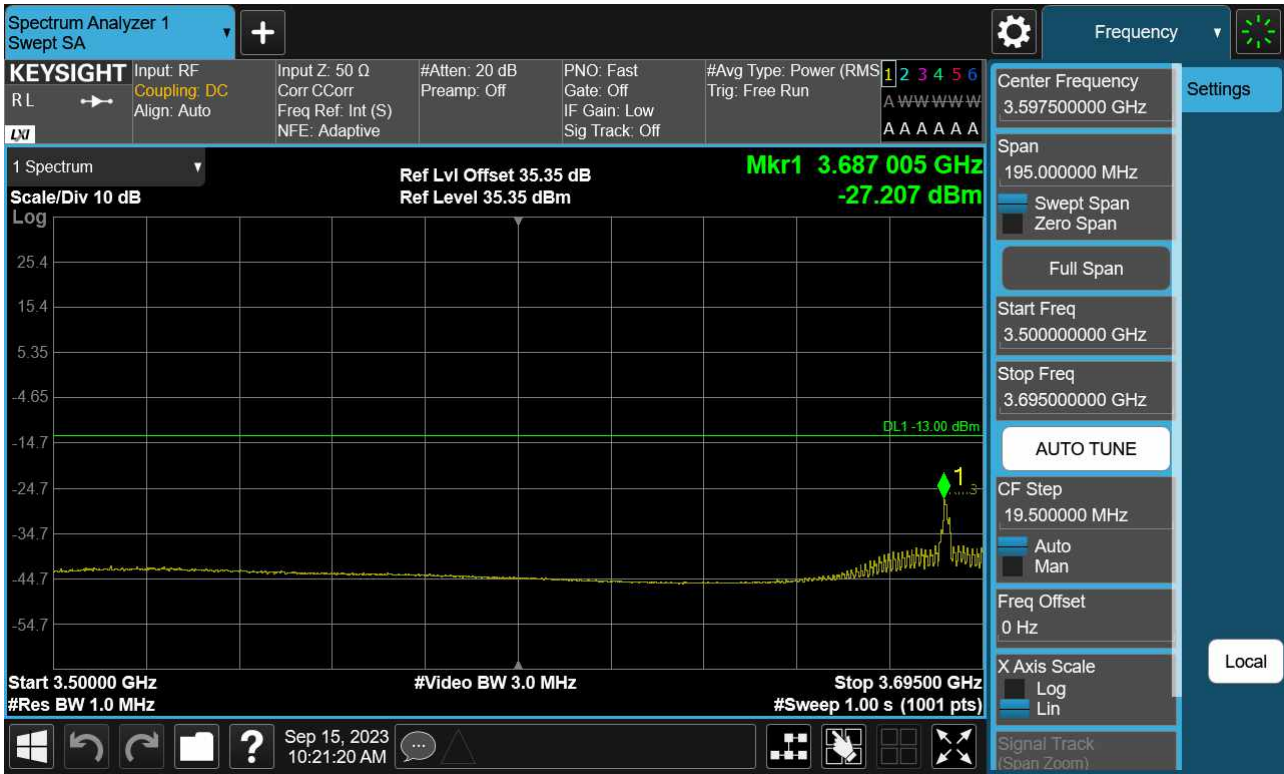 Spectrum Analyzer 1
Swept SA
+
Frequency
KEYSIGHT
R L
LXI
Input: RF
Coupling: DC
Align: Auto
Input Z: 50 Ω
Corr CCorr
Freq Ref: Int (S)
NFE: Adaptive
#Atten: 20 dB
Preamp: Off
PNO: Fast
Gate: Off
IF Gain: Low
Sig Track: Off
#Avg Type: Power (RMS
Trig: Free Run
1 2 3 4 5 6
A W W W W W
A A A A A A
1 Spectrum
Scale/Div 10 dB
Log
Ref Lvl Offset 35.35 dB
Ref Level 35.35 dBm
Mkr1 3.687 005 GHz
-27.207 dBm
25.4
15.4
5.35
-4.65
-14.7
-24.7
-34.7
-44.7
-54.7
DL1 -13.00 dBm
1
Start 3.50000 GHz
#Video BW 3.0 MHz
Stop 3.69500 GHz
#Res BW 1.0 MHz
#Sweep 1.00 s (1001 pts)
?
Sep 15, 2023
10:21:20 AM
Center Frequency
3.597500000 GHz
Span
195.000000 MHz
Swept Span
Zero Span
Full Span
Start Freq
3.500000000 GHz
Stop Freq
3.695000000 GHz
AUTO TUNE
CF Step
19.500000 MHz
Auto
Man
Freq Offset
0 Hz
X Axis Scale
Log
Lin
Signal Track
(Span Zoom)
Settings
Local